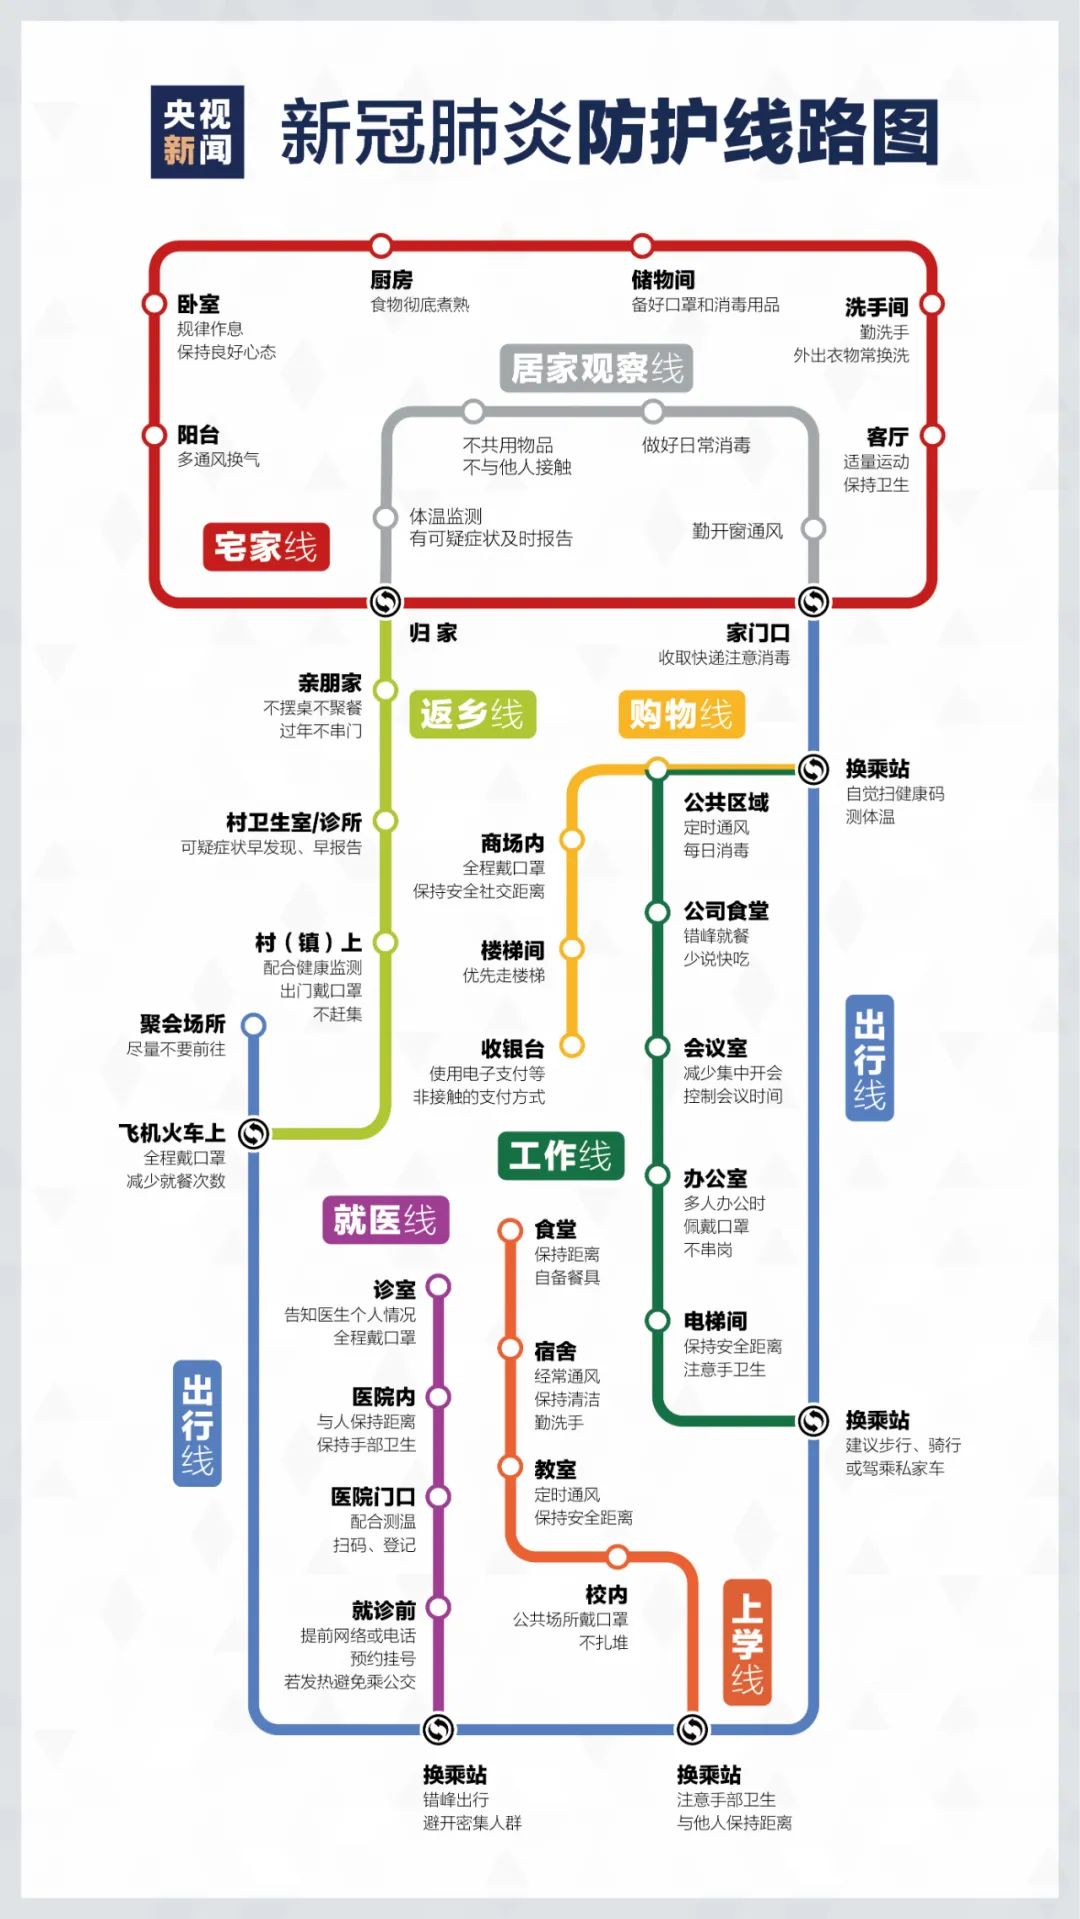 央视
新闻
新冠肺炎防护线路图
厨房
食物彻底煮熟
储物间
备好口罩和消毒用品
卧室
规律作息
保持良好心态
洗手间
勤洗手
外出衣物常换洗
居家观察线
不共用物品
不与他人接触
做好日常消毒
阳台
多通风换气
客厅
适量运动
保持卫生
体温监测
有可疑症状及时报告
勤开窗通风
宅家线
归家
家门口
收取快递注意消毒
亲朋家
不摆桌不聚餐
过年不串门
返乡线
购物线
换乘站
自觉扫健康码
测体温
公共区域
定时通风
每日消毒
村卫生室/诊所
可疑症状早发现、早报告
商场内
全程戴口罩
保持安全社交距离
公司食堂
错峰就餐
少说快吃
村（镇）上
配合健康监测
出门戴口罩
不赶集
楼梯间
优先走楼梯
聚会场所
尽量不要前往
收银台
使用电子支付等
非接触的支付方式
会议室
减少集中开会
控制会议时间
出行线
飞机火车上
全程戴口罩
减少就餐次数
工作线
办公室
多人办公时
佩戴口罩
不串岗
就医线
食堂
保持距离
自备餐具
诊室
告知医生个人情况
全程戴口罩
电梯间
保持安全距离
注意手卫生
宿舍
经常通风
保持清洁
勤洗手
出行线
医院内
与人保持距离
保持手部卫生
换乘站
建议步行、骑行
或驾乘私家车
教室
定时通风
保持安全距离
医院门口
配合测温
扫码、登记
校内
公共场所戴口罩
不扎堆
上学线
就诊前
提前网络或电话
预约挂号
若发热避免乘公交
换乘站
错峰出行
避开密集人群
换乘站
注意手部卫生
与他人保持距离